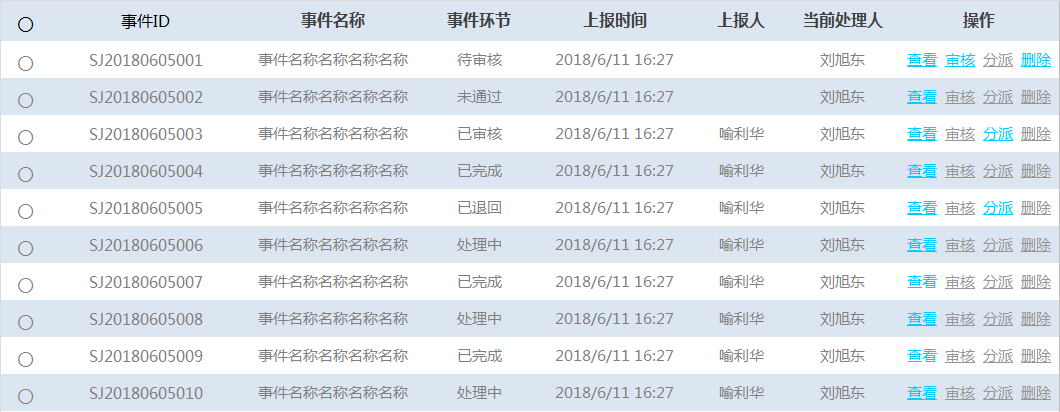 事件ID 事件名称 事件环节 上报时间 上报人 当前处理人 操作
SJ20180605001 事件名称名称名称名称 待审核 2018/6/11 16:27 刘旭东 查看 审核 分派 删除
SJ20180605002 事件名称名称名称名称 未通过 2018/6/11 16:27 刘旭东 查看 审核 分派 删除
SJ20180605003 事件名称名称名称名称 已审核 2018/6/11 16:27 喻利华 刘旭东 查看 审核 分派 删除
SJ20180605004 事件名称名称名称名称 已完成 2018/6/11 16:27 喻利华 刘旭东 查看 审核 分派 删除
SJ20180605005 事件名称名称名称名称 已退回 2018/6/11 16:27 喻利华 刘旭东 查看 审核 分派 删除
SJ20180605006 事件名称名称名称名称 处理中 2018/6/11 16:27 喻利华 刘旭东 查看 审核 分派 删除
SJ20180605007 事件名称名称名称名称 已完成 2018/6/11 16:27 喻利华 刘旭东 查看 审核 分派 删除
SJ20180605008 事件名称名称名称名称 处理中 2018/6/11 16:27 喻利华 刘旭东 查看 审核 分派 删除
SJ20180605009 事件名称名称名称名称 已完成 2018/6/11 16:27 喻利华 刘旭东 查看 审核 分派 删除
SJ20180605010 事件名称名称名称名称 处理中 2018/6/11 16:27 喻利华 刘旭东 查看 审核 分派 删除